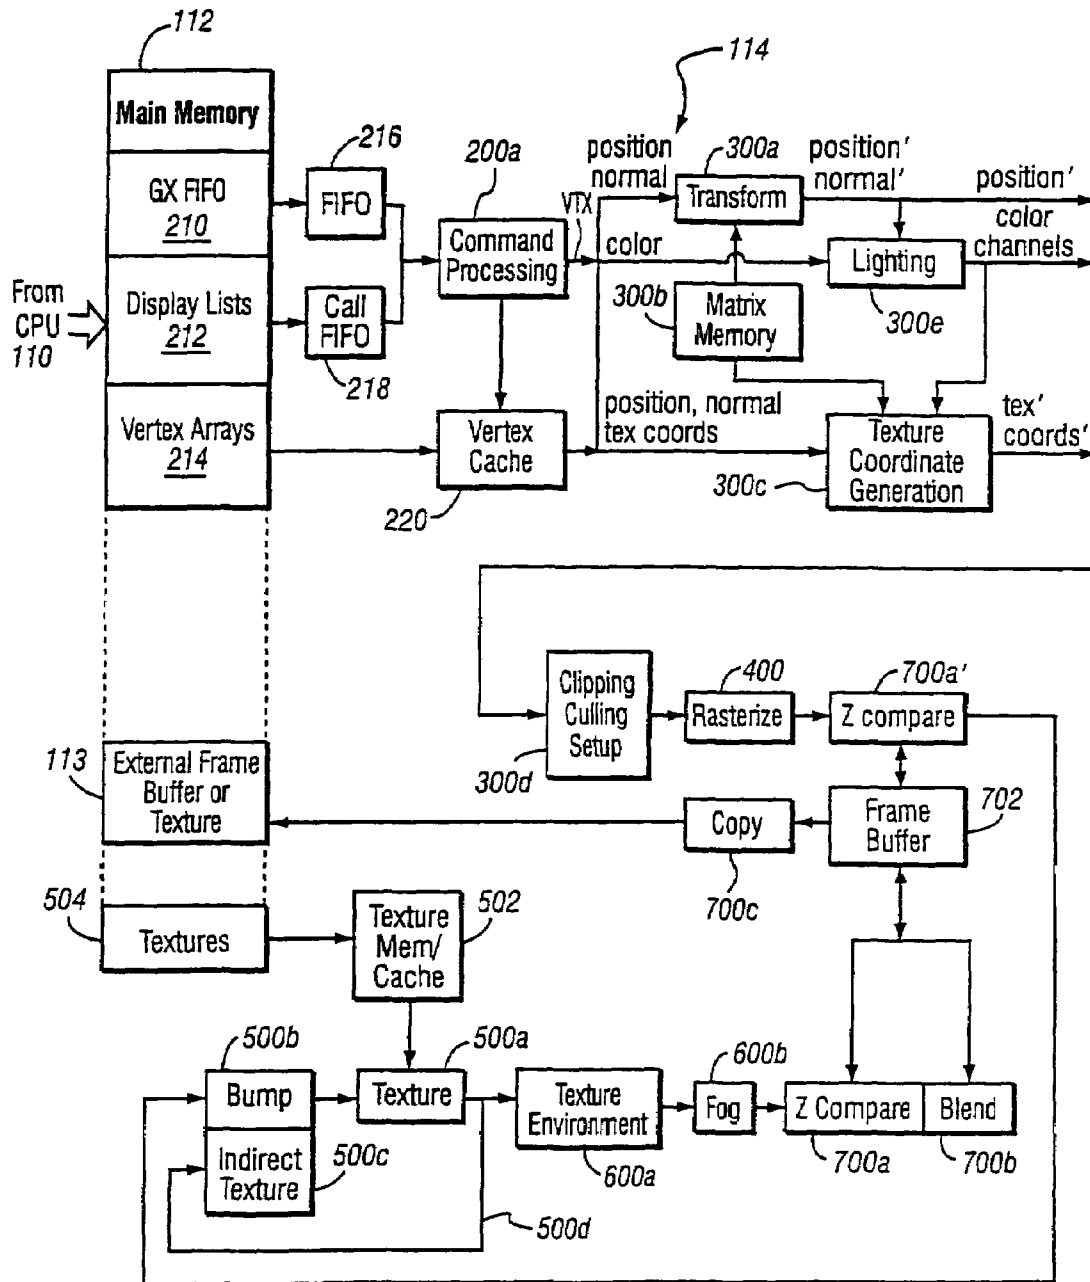 112
Main Memory
GX FIFO
210
Display Lists
212
Vertex Arrays
214
From
CPU
110
216
FIFO
Call
FIFO
218
200a
Command
Processing
VTX
Vertex
Cache
220
114
position
normal
300a
Transform
position'
normal'
position'
color
channels
color
Lighting
300e
300b
Matrix
Memory
position, normal
tex coords
Texture
Coordinate
Generation
300c
tex'
coords'
Clipping
Culling
Setup
300d
400
Rasterize
700a'
Z compare
113
External Frame
Buffer or
Texture
Copy
700c
Frame
Buffer
702
504
Textures
Texture
Mem/
Cache
502
500b
Bump
Indirect
Texture
500c
500a
Texture
500d
Texture
Environment
600a
600b
Fog
Z Compare
700a
Blend
700b